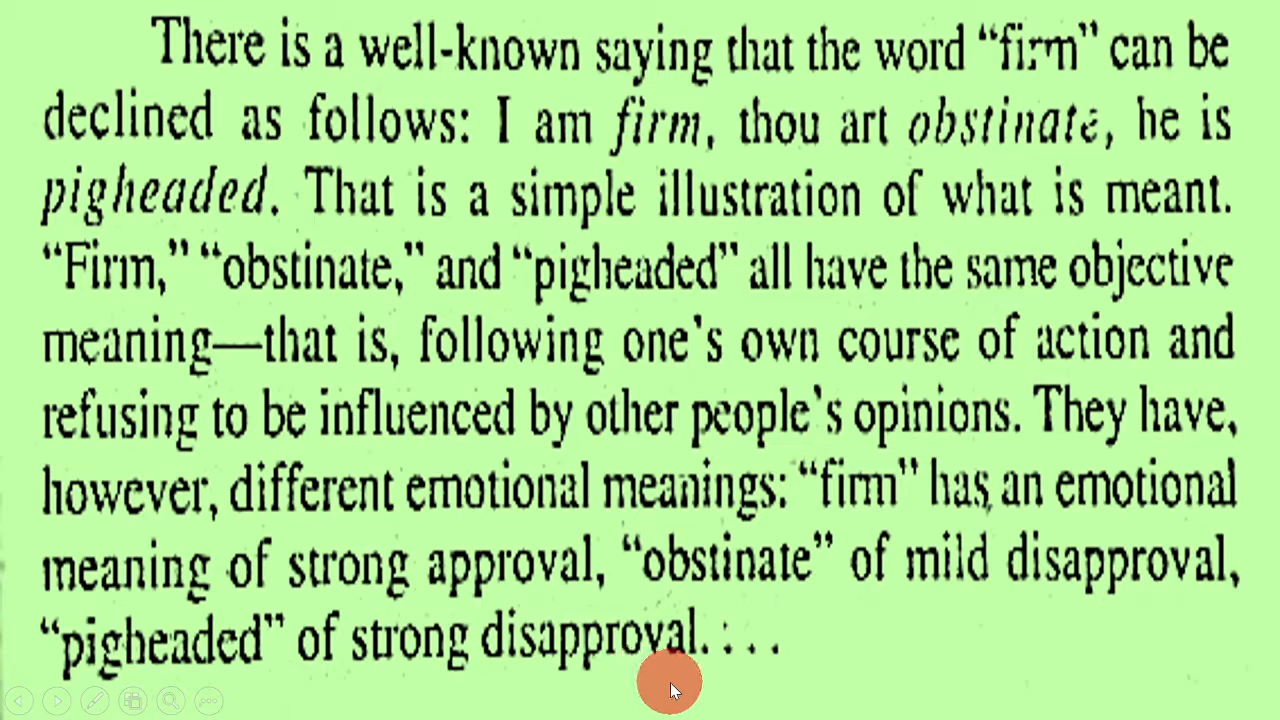 There is a well-known saying that the word “firm” can be
declined as follows: I am firm, thou art obstinate, he is
pigheaded. That is a simple illustration of what is meant.
“Firm,” “obstinate,” and “pigheaded” all have the same objective
meaning—that is, following one’s own course of action and
refusing to be influenced by other people’s opinions. They have,
however, different emotional meanings: “firm” has an emotional
meaning of strong approval, “obstinate” of mild disapproval,
“pigheaded” of strong disapproval. . . .